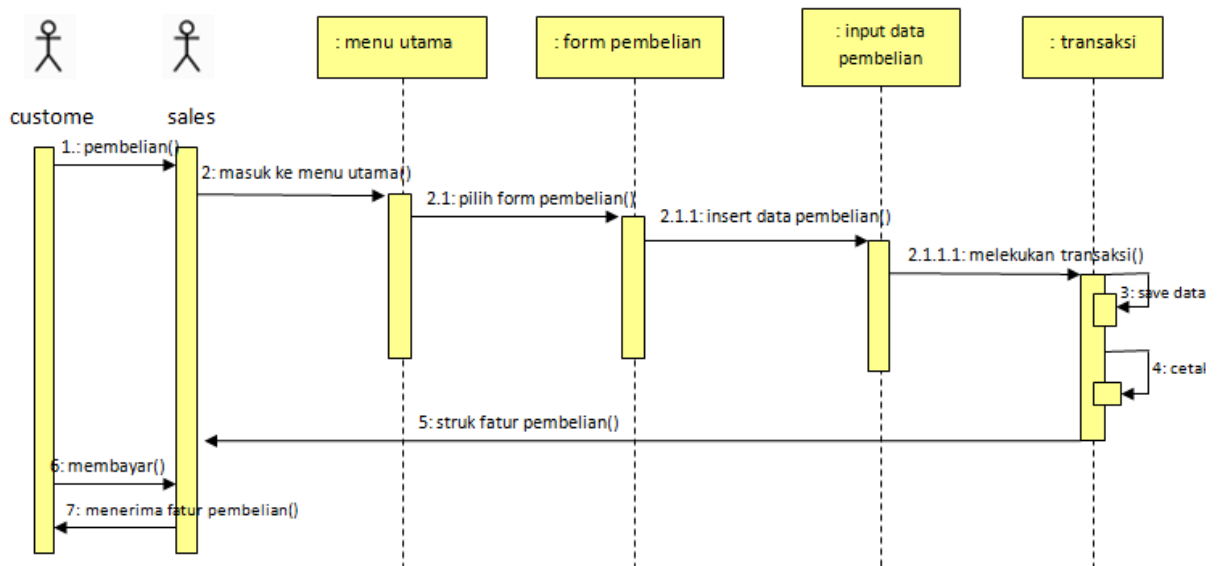 : menu utama
: form pembelian
: input data
pembelian
: transaksi
custome
sales
1.: pembelian()
2: masuk ke menu utama()
2.1: pilih form pembelian()
2.1.1: insert data pembelian()
2.1.1.1: melekukan transaksi()
3: save data
4: cetak
5: struk fatur pembelian()
6: membayar()
7: menerima fatur pembelian()